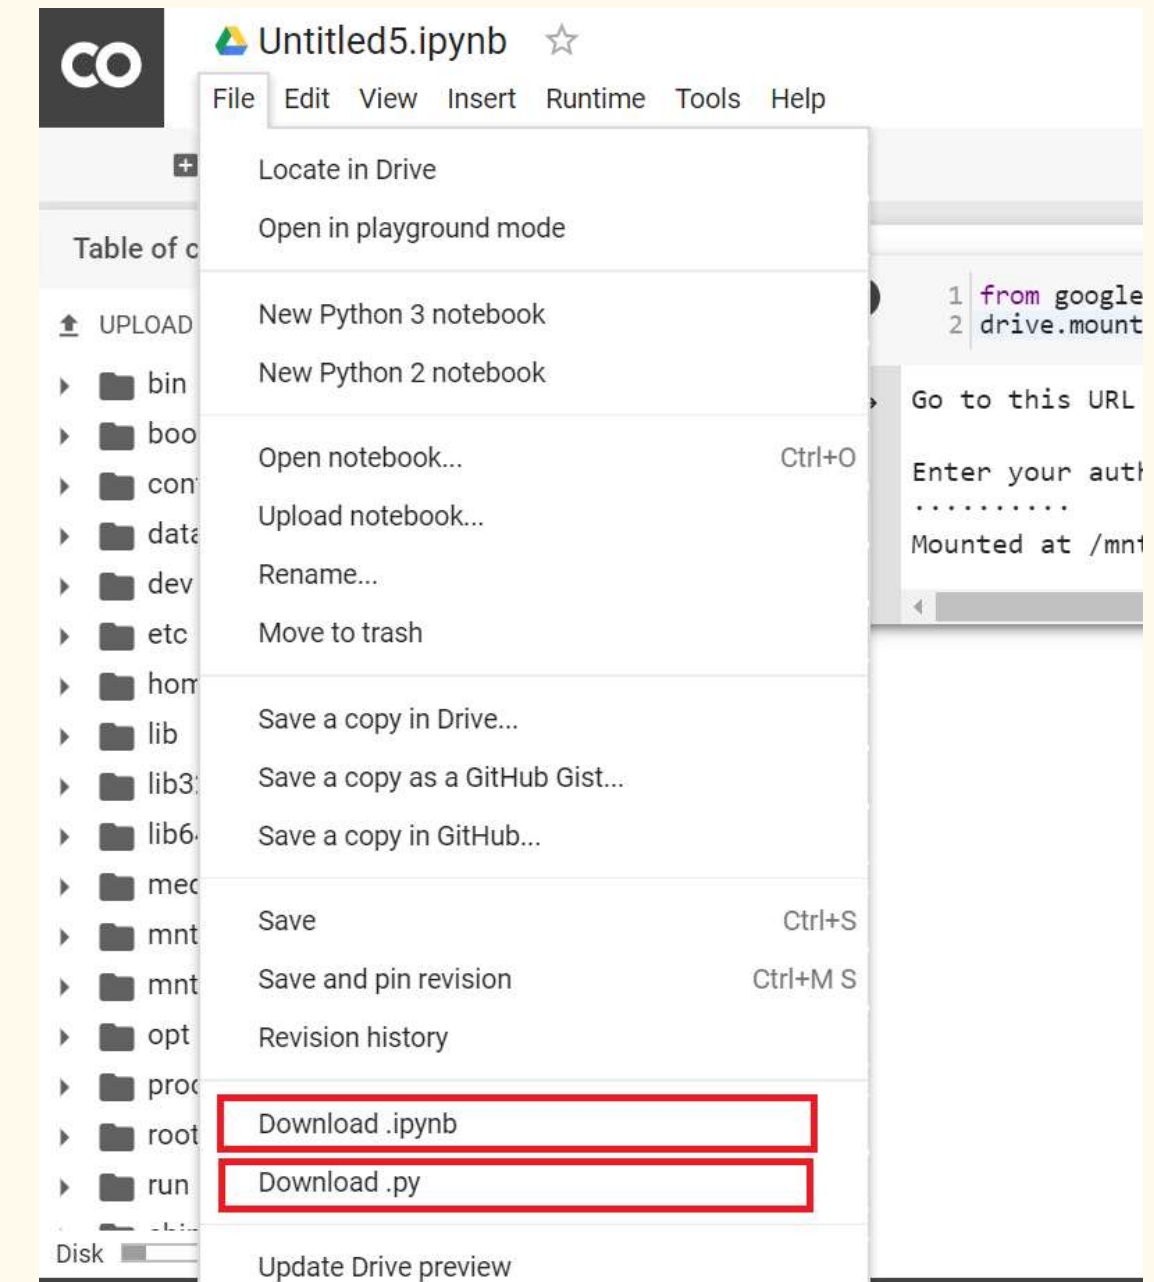 CO
Untitled5.ipynb
File Edit View Insert Runtime Tools Help
Locate in Drive
Open in playground mode
Table of c
UPLOAD
New Python 3 notebook
New Python 2 notebook
Open notebook... Ctrl+O
Upload notebook...
Rename...
Move to trash
Save a copy in Drive...
Save a copy as a GitHub Gist...
Save a copy in GitHub...
Save Ctrl+S
Save and pin revision Ctrl+M S
Revision history
Download .ipynb
Download .py
Update Drive preview
bin
boo
con
data
dev
etc
hom
lib
lib32
lib64
med
mnt
mnt
opt
proc
root
run
Disk
1 from google
2 drive.mount
Go to this URL
Enter your auth
..........
Mounted at /mnt